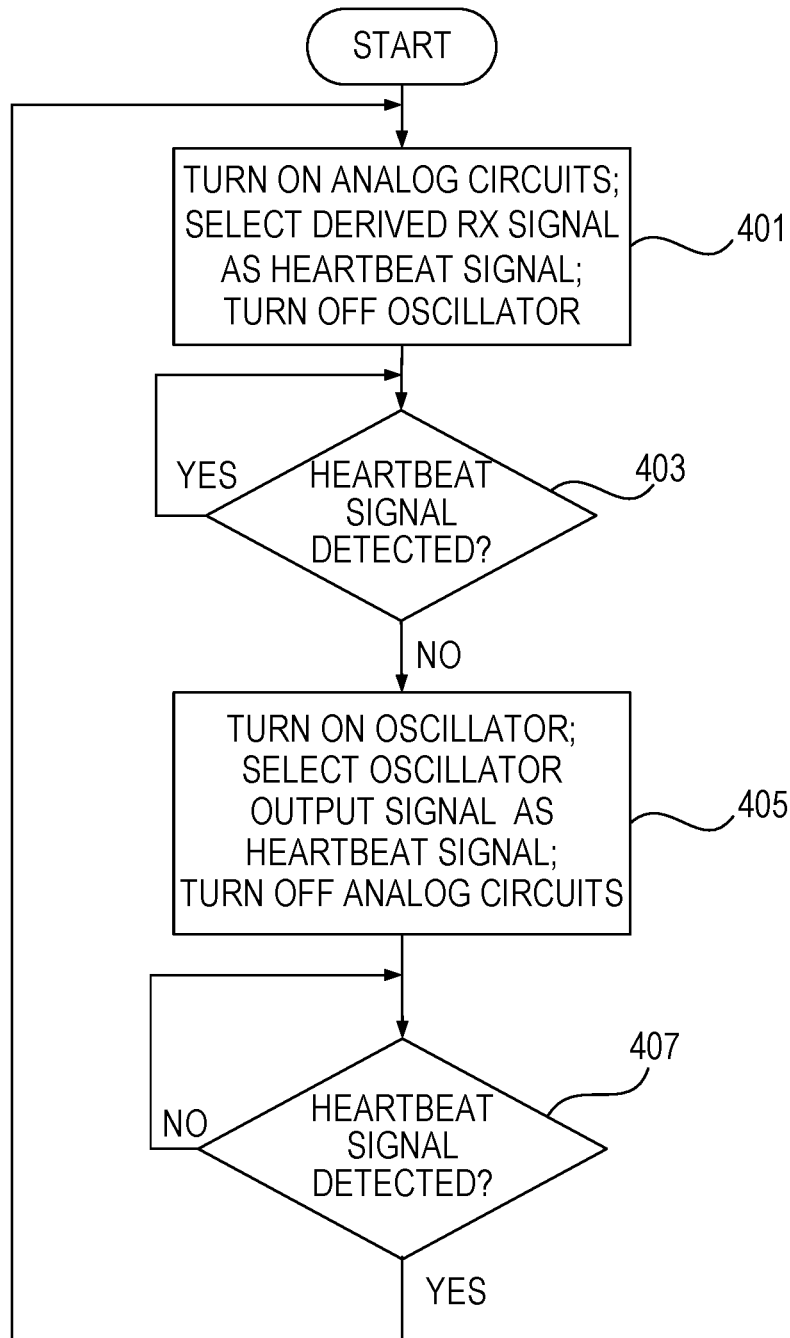 START
TURN ON ANALOG CIRCUITS;
SELECT DERIVED RX SIGNAL
AS HEARTBEAT SIGNAL;
TURN OFF OSCILLATOR
401
YES
HEARTBEAT
SIGNAL
DETECTED?
403
NO
TURN ON OSCILLATOR;
SELECT OSCILLATOR
OUTPUT SIGNAL AS
HEARTBEAT SIGNAL;
TURN OFF ANALOG CIRCUITS
405
407
NO
HEARTBEAT
SIGNAL
DETECTED?
YES